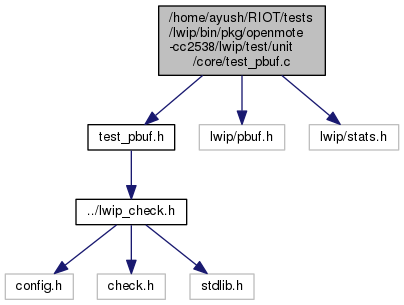 /home/ayush/RIOT/tests
/lwip/bin/pkg/openmote
-cc2538/lwip/test/unit
/core/test_pbuf.c
test_pbuf.h
lwip/pbuf.h
lwip/stats.h
../lwip_check.h
config.h
check.h
stdlib.h